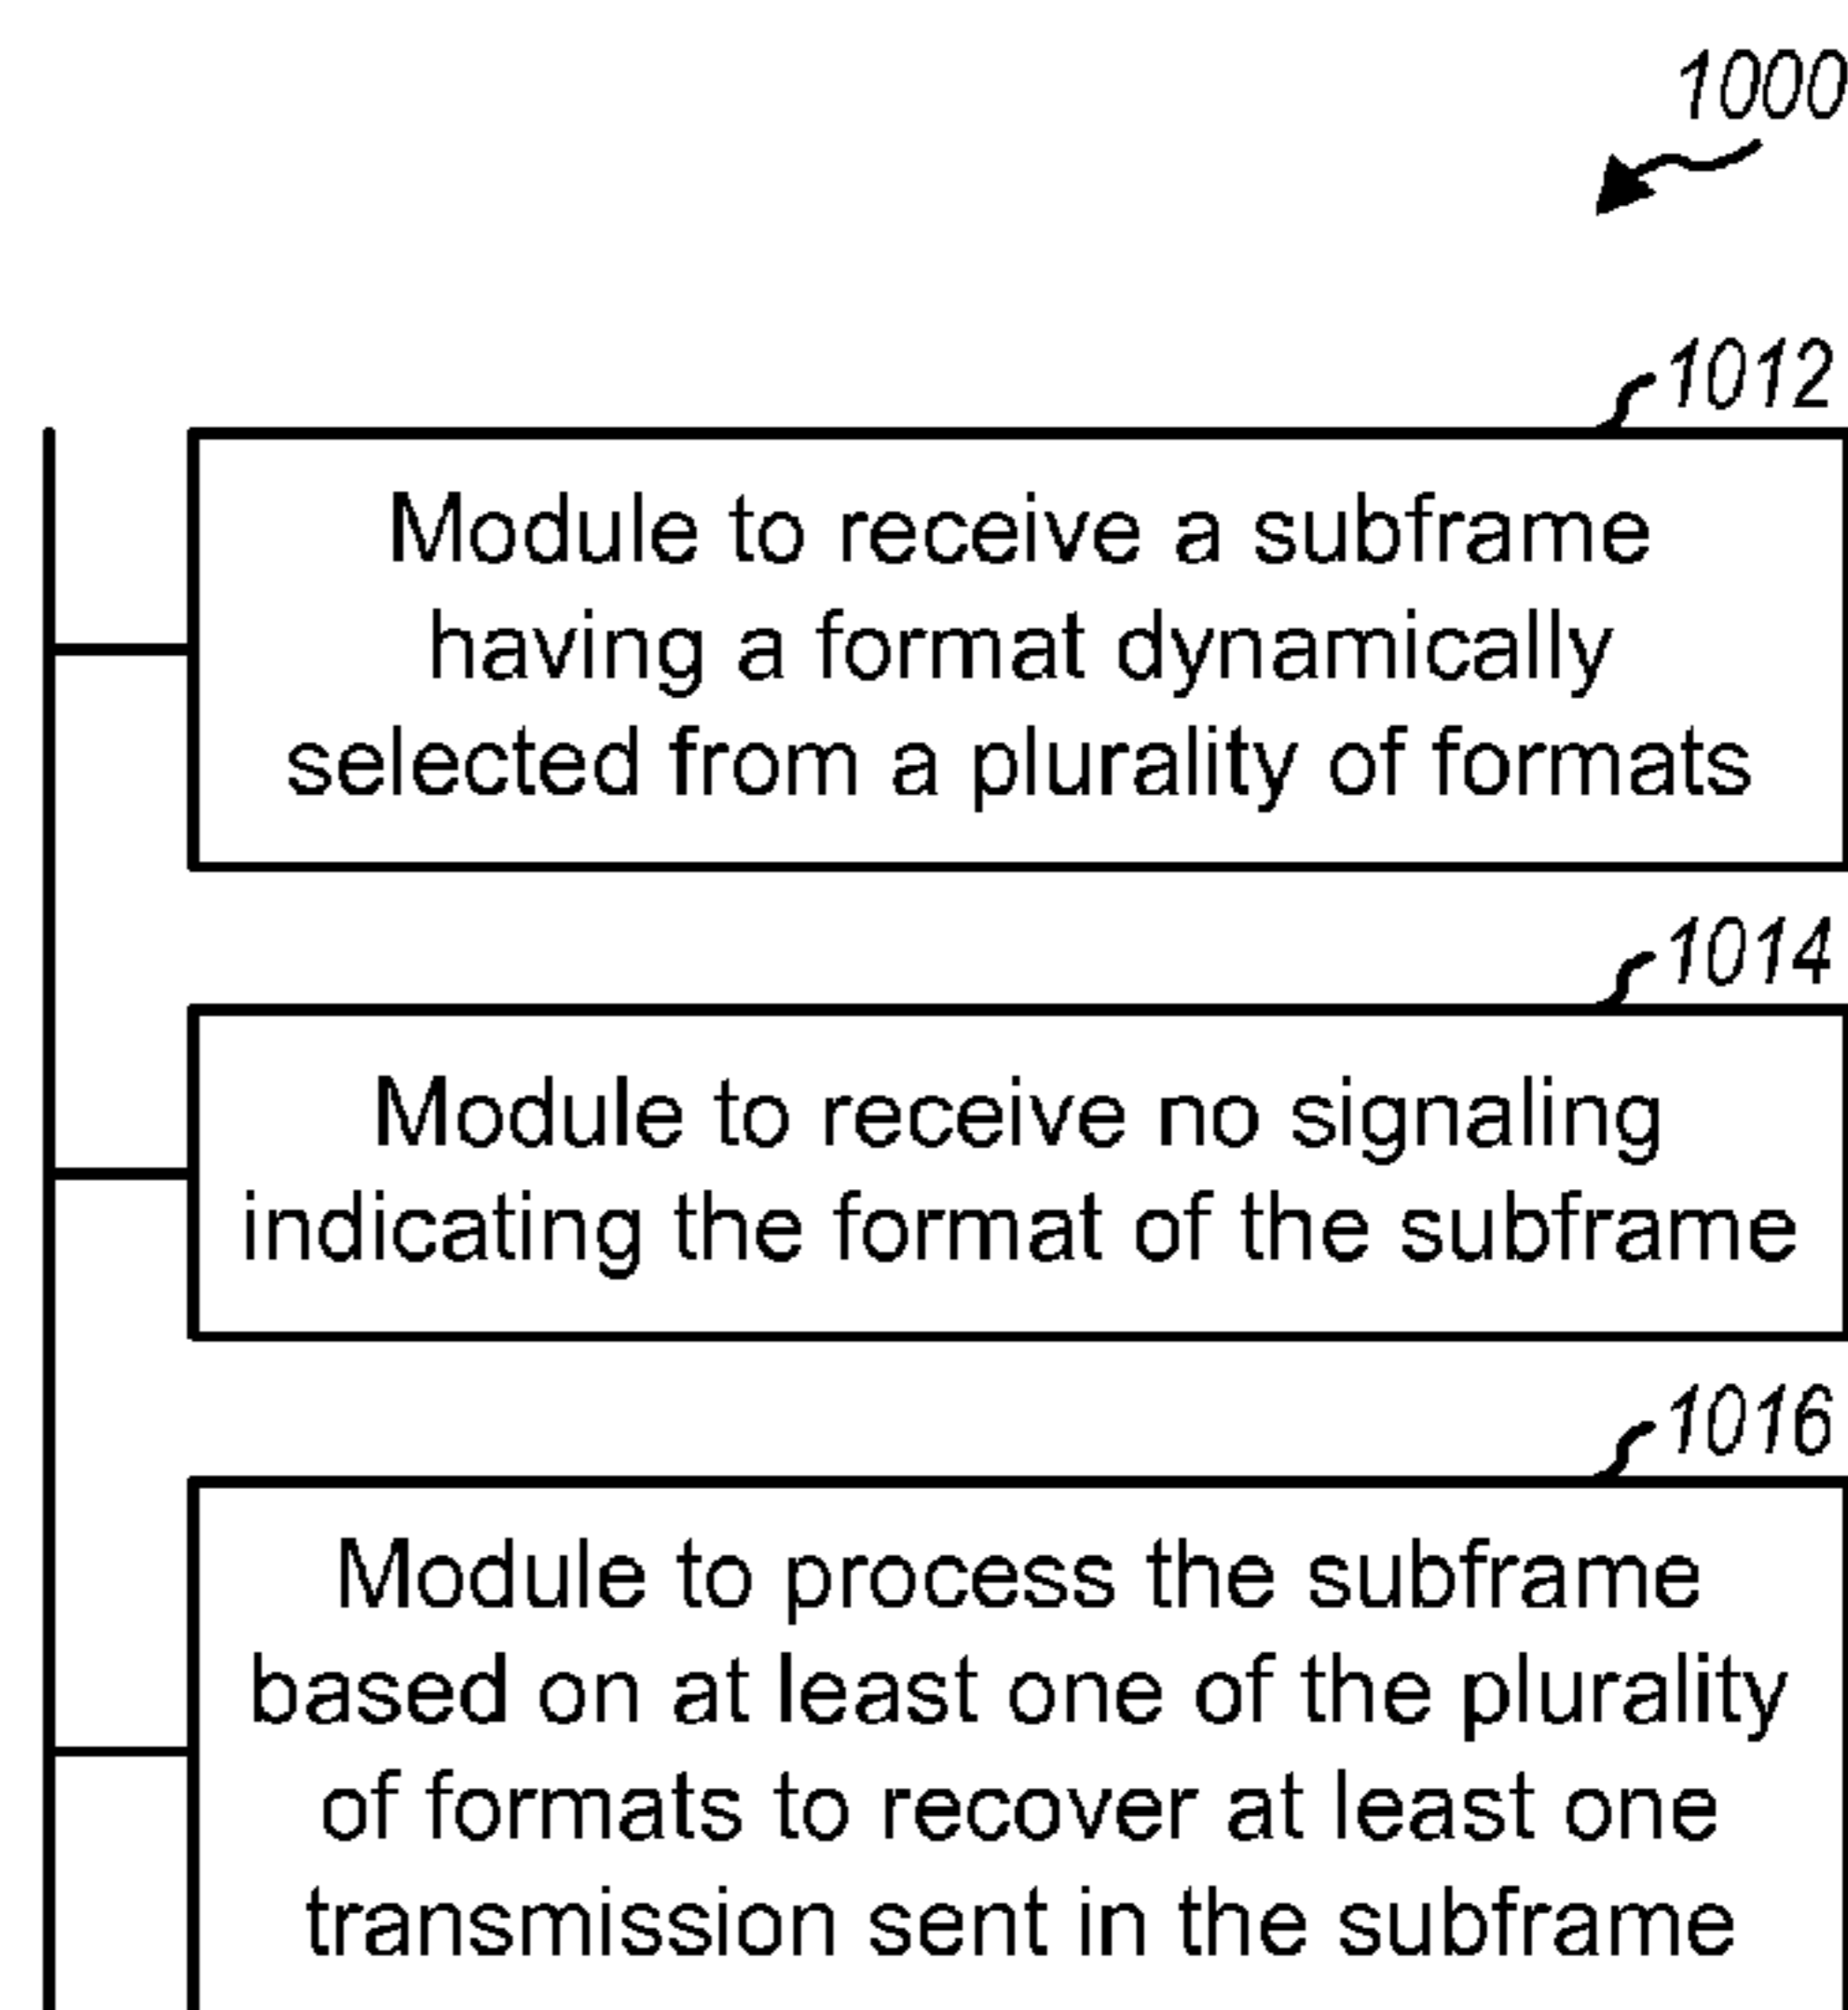 1000
1012
Module to receive a subframe
having a format dynamically
selected from a plurality of formats
1014
Module to receive no signaling
indicating the format of the subframe
1016
Module to process the subframe
based on at least one of the plurality
of formats to recover at least one
transmission sent in the subframe